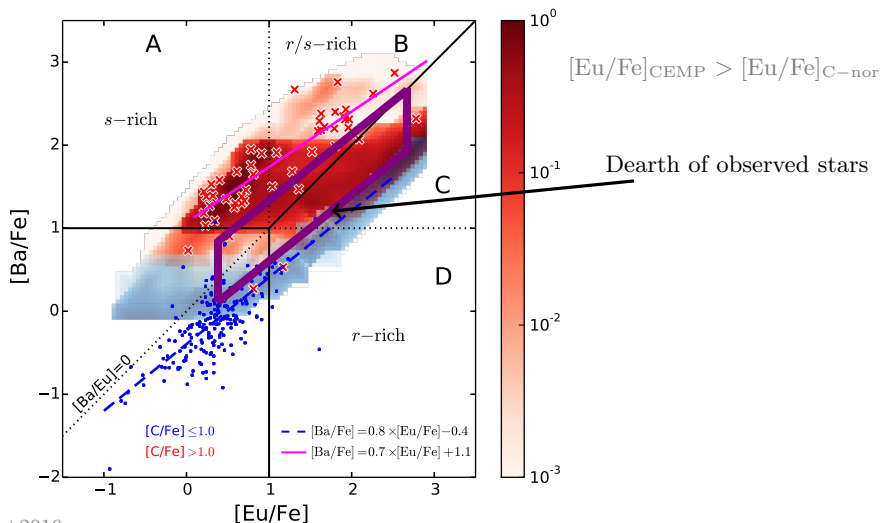 A
r/s−rich
B
s−rich
C
D
r−rich
[Ba/Eu]=0
[C/Fe] ≤1.0
[C/Fe] >1.0
[Ba/Fe]=0.8×[Eu/Fe]−0.4
[Ba/Fe]=0.7×[Eu/Fe]+1.1
3
2
1
0
−1
−2
[Ba/Fe]
−1
0
1
2
3
[Eu/Fe]
10^0
10^-1
10^-2
10^-3
[Eu/Fe]CEMP > [Eu/Fe]C−nor
Dearth of observed stars